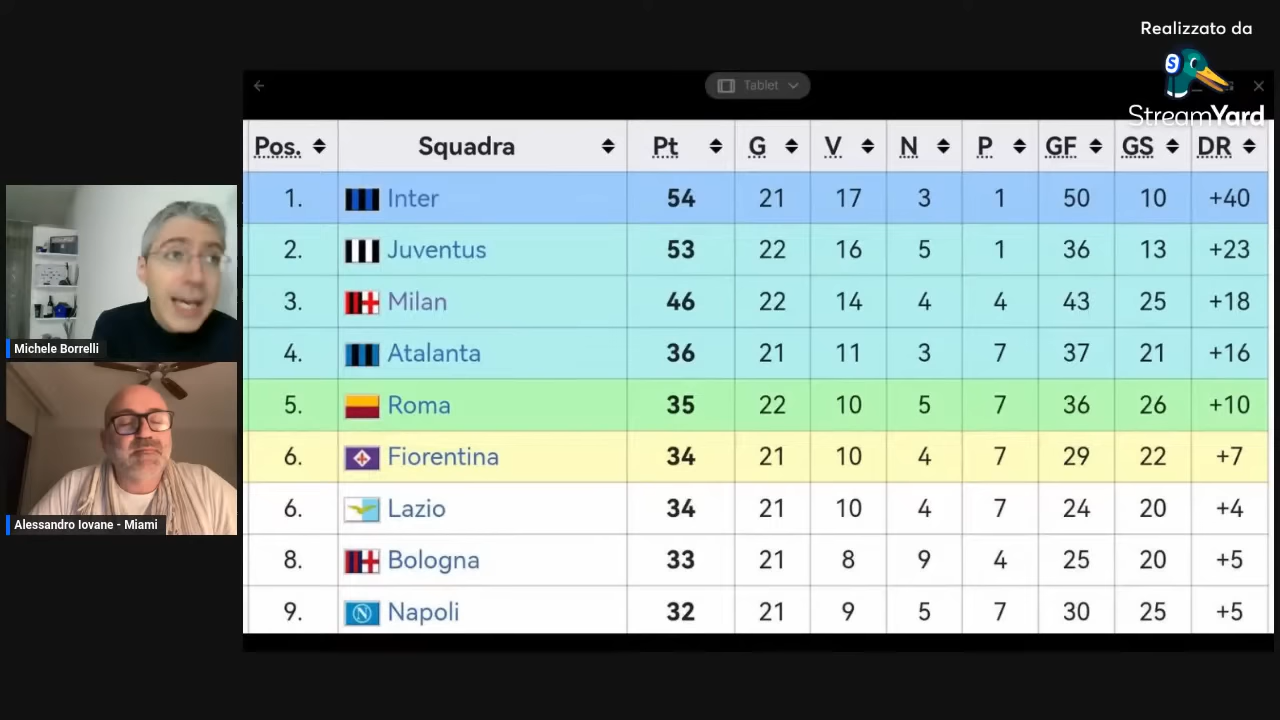 Realizzato da
S
StreamYard
Tablet
Pos. Squadra Pt G V N P GF GS DR
1. Inter 54 21 17 3 1 50 10 +40
2. Juventus 53 22 16 5 1 36 13 +23
3. Milan 46 22 14 4 4 43 25 +18
4. Atalanta 36 21 11 3 7 37 21 +16
5. Roma 35 22 10 5 7 36 26 +10
6. Fiorentina 34 21 10 4 7 29 22 +7
6. Lazio 34 21 10 4 7 24 20 +4
8. Bologna 33 21 8 9 4 25 20 +5
9. N Napoli 32 21 9 5 7 30 25 +5
Michele Borrelli
Alessandro Iovane - Miami